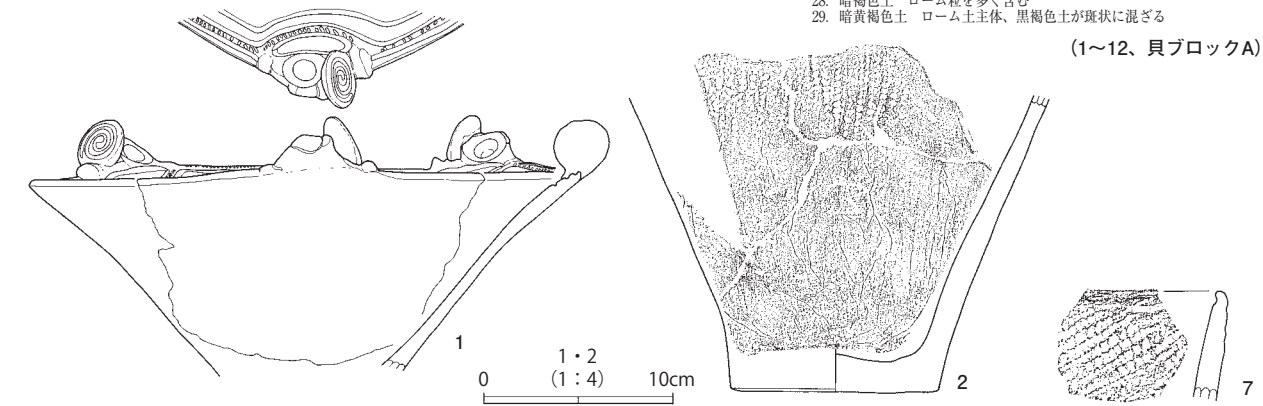 28. 暗褐色土　ローム粒を多く含む
29. 暗黄褐色土　ローム土主体、黒褐色土が斑状に混ざる
（1～12、貝ブロックA）
1
1・2
（1：4）
0 10cm
2
7